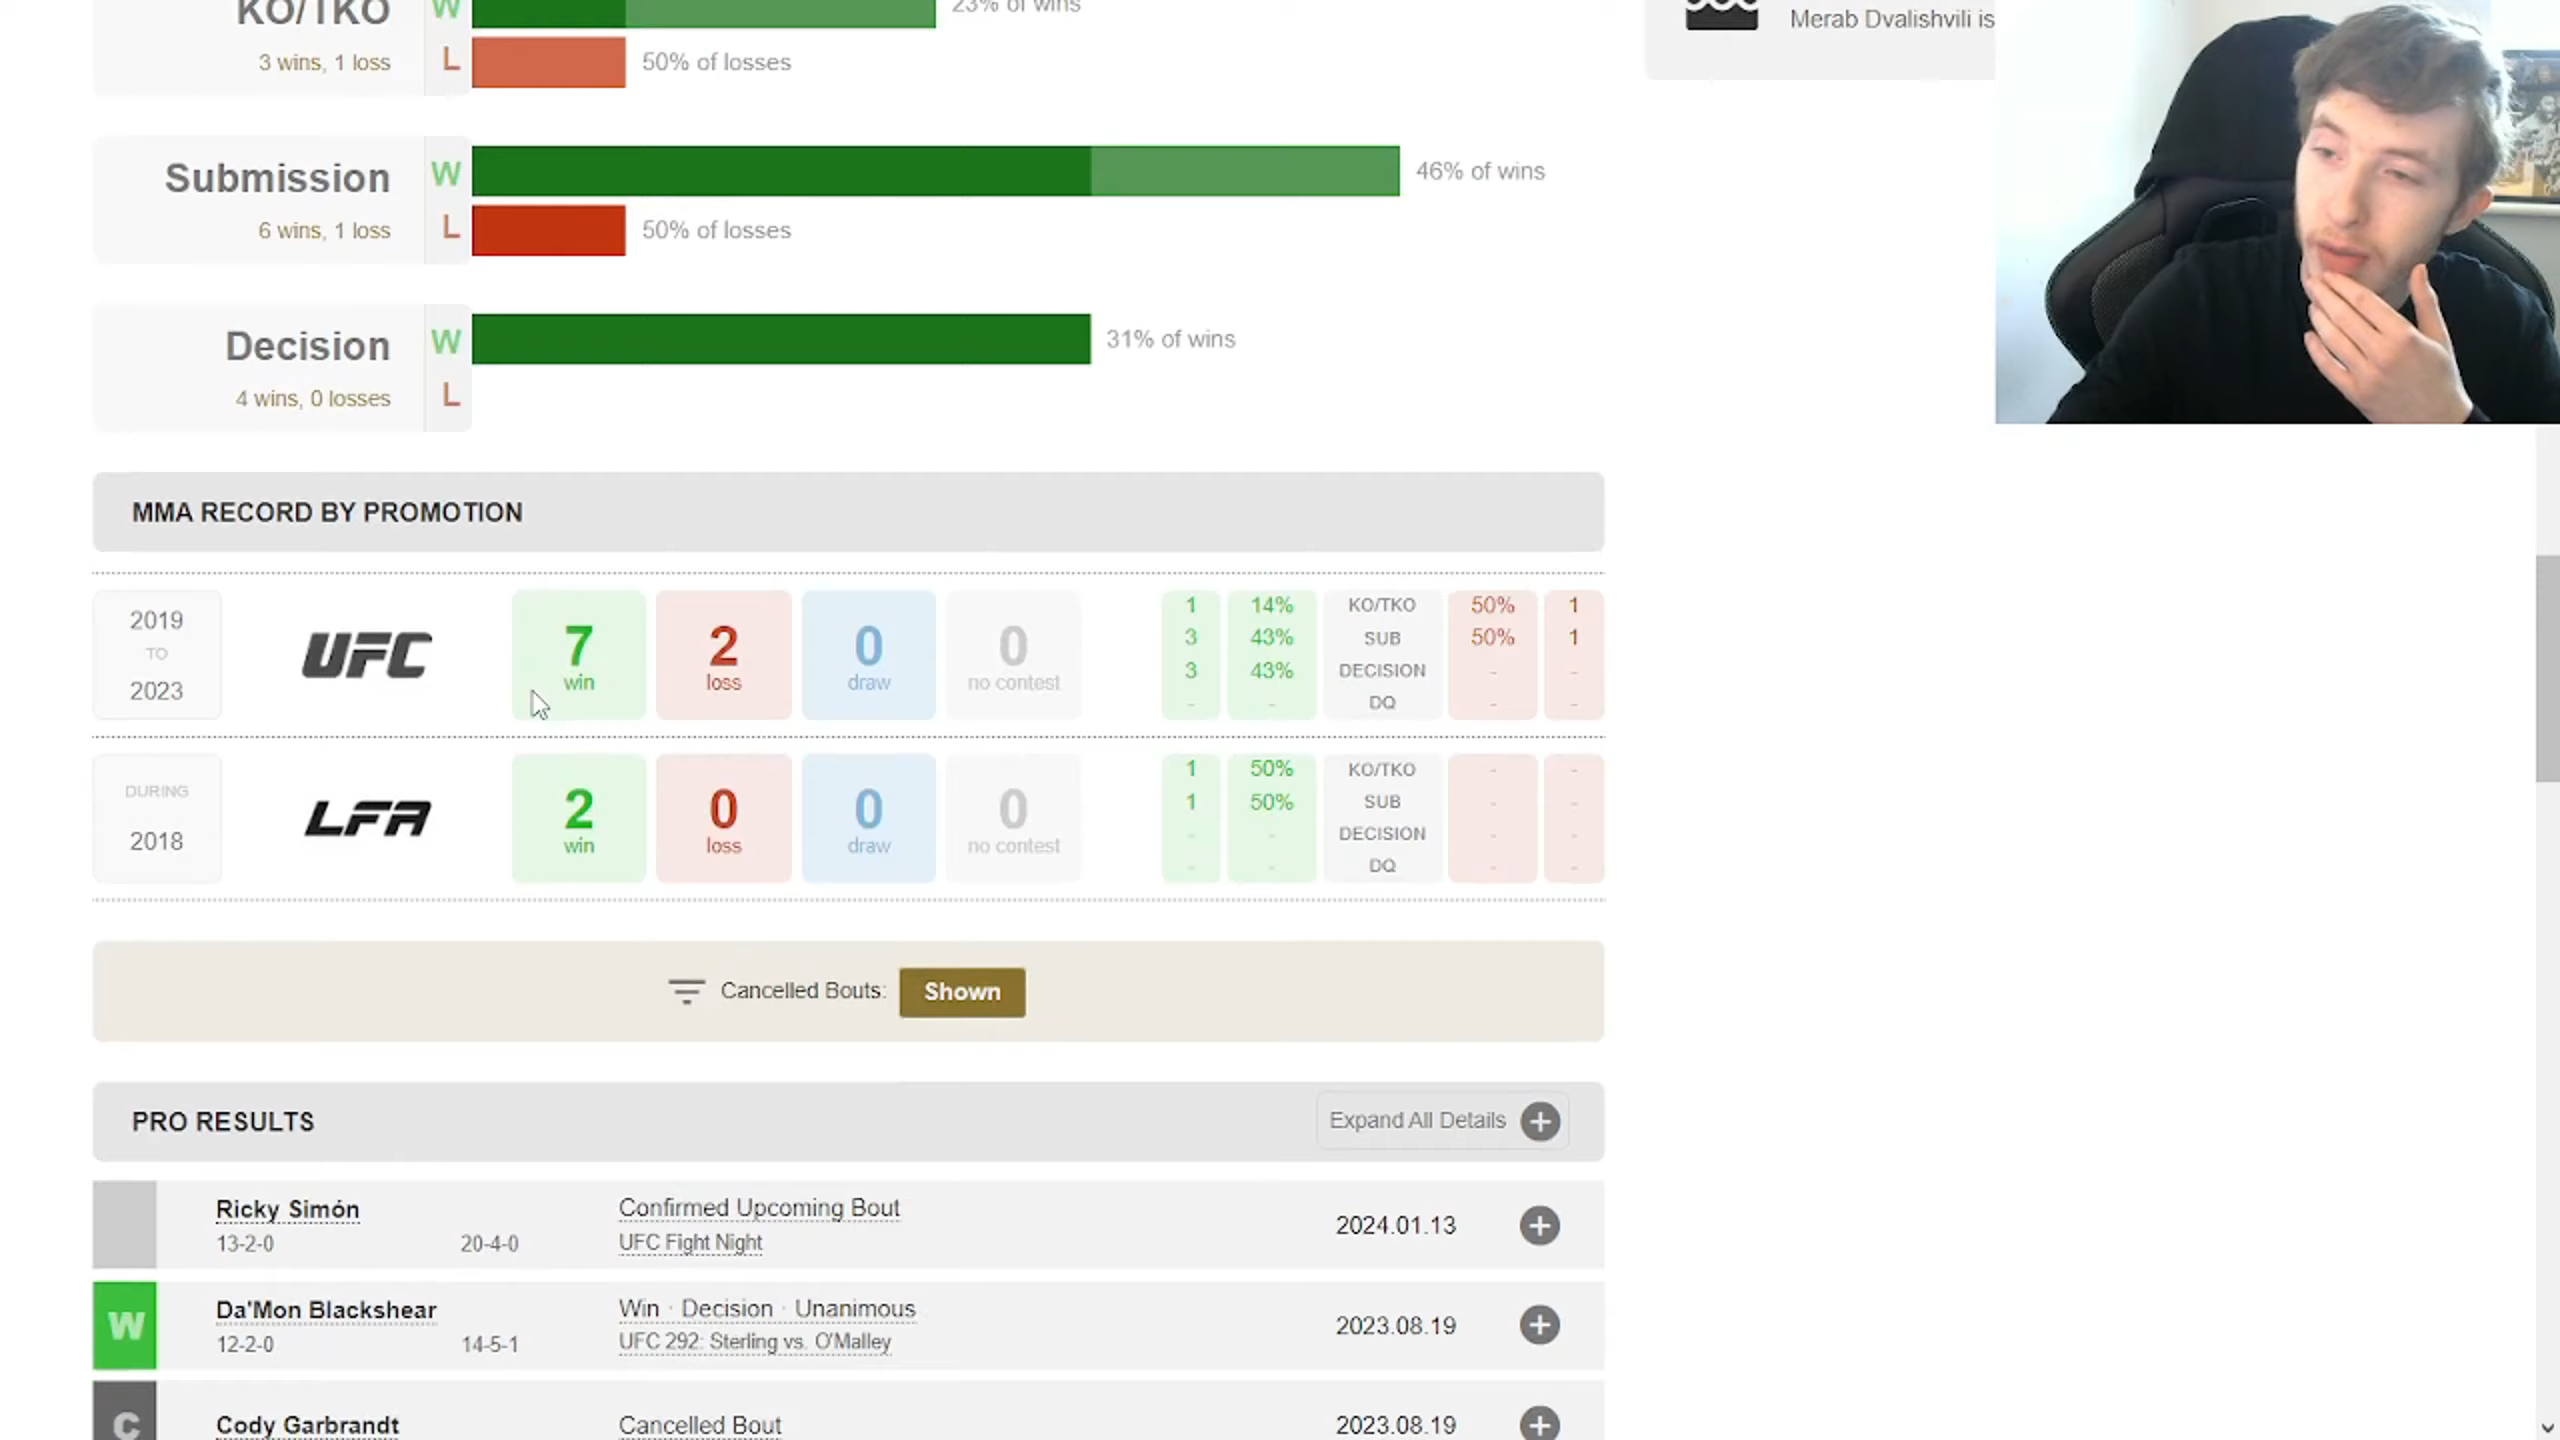 KO/TKO W 23% of wins
3 wins, 1 loss L 50% of losses
Merab Dvalishvili is
Submission W 46% of wins
6 wins, 1 loss L 50% of losses
Decision W 31% of wins
4 wins, 0 losses L
MMA RECORD BY PROMOTION
2019 TO 2023 UFC 7 win 2 loss 0 draw 0 no contest
1 14% KO/TKO 50% 1
3 43% SUB 50% 1
3 43% DECISION - -
- - DQ - -
DURING 2018 LFA 2 win 0 loss 0 draw 0 no contest
1 50% KO/TKO - -
1 50% SUB - -
- - DECISION - -
- - DQ - -
Cancelled Bouts: Shown
PRO RESULTS Expand All Details
Ricky Simón Confirmed Upcoming Bout 2024.01.13
13-2-0 20-4-0 UFC Fight Night
W Da'Mon Blackshear Win · Decision · Unanimous 2023.08.19
12-2-0 14-5-1 UFC 292: Sterling vs. O'Malley
C Cody Garbrandt Cancelled Bout 2023.08.19